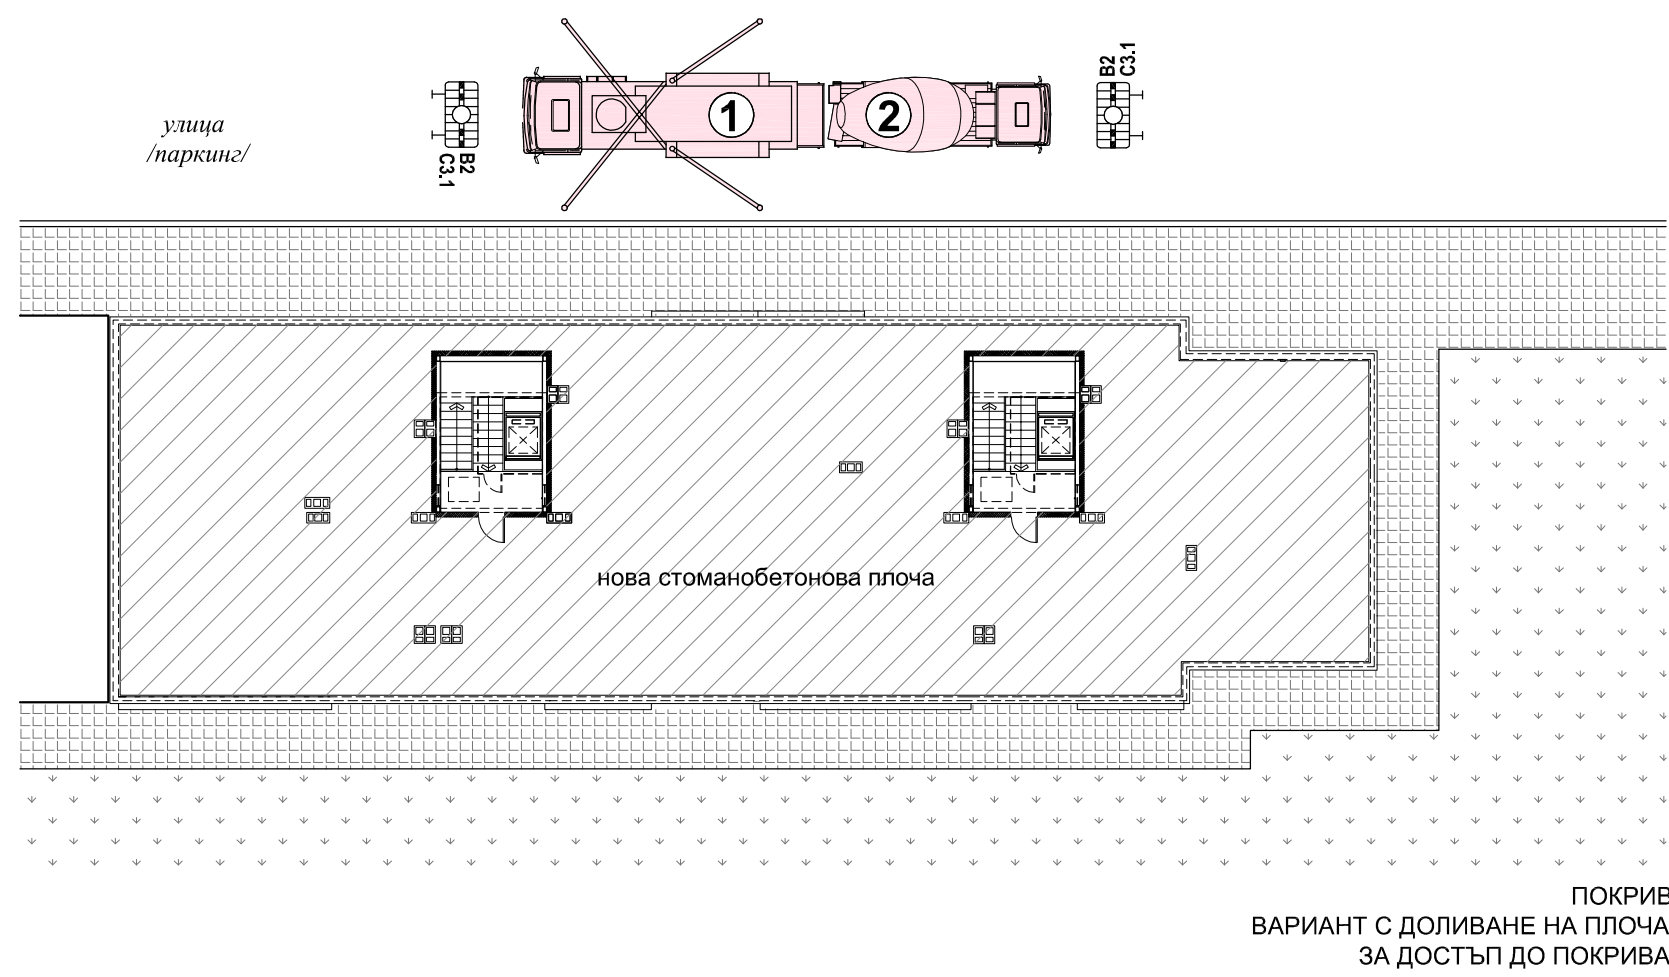 B2
C3.1
1
2
улица
/паркинг/
B2
C3.1
нова стоманобетонова плоча
ПОКРИВ
ВАРИАНТ С ДОЛИВАНЕ НА ПЛОЧА
ЗА ДОСТЪП ДО ПОКРИВА